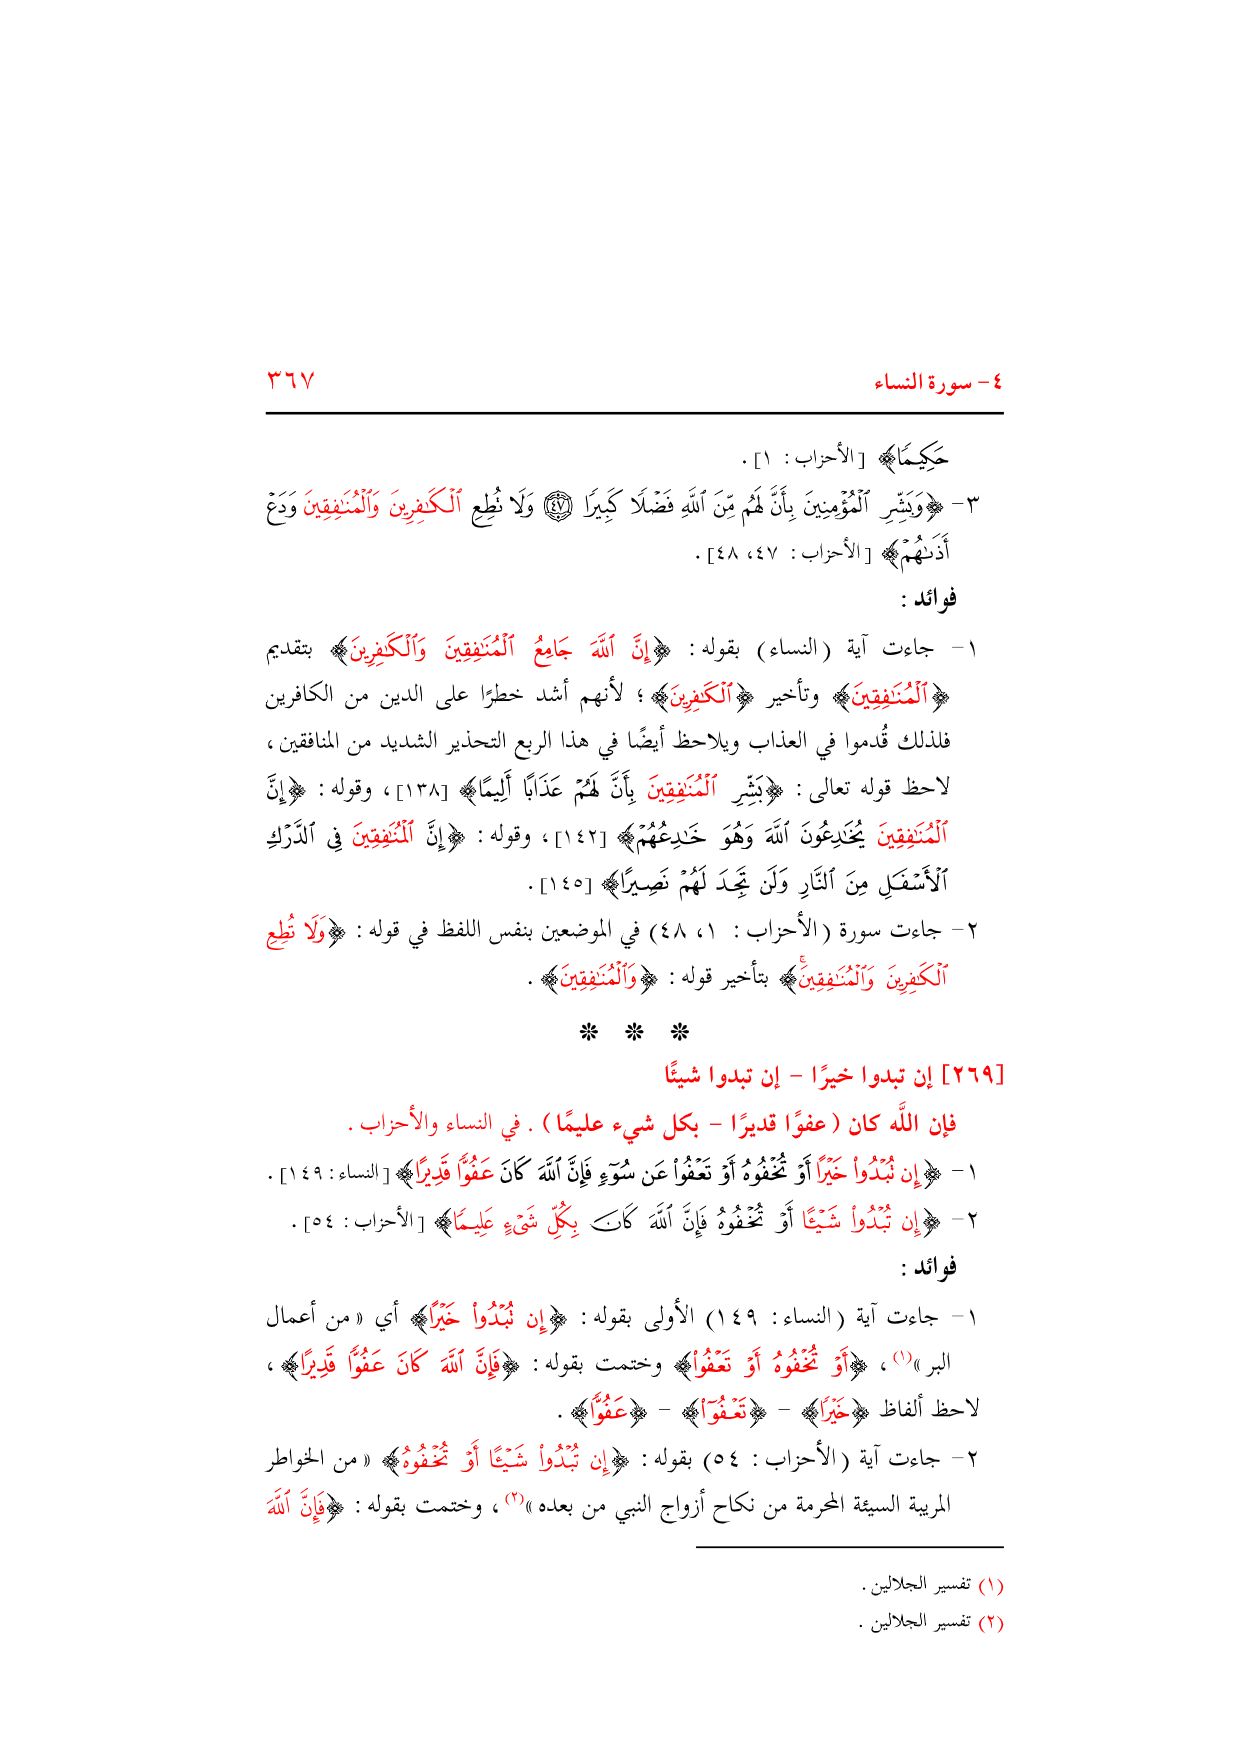 ٤- سورة النساء ٣٦٧
حَكِيمًا﴾ [الأحزاب: ١].
٣- ﴿وَبَشِّرِ ٱلْمُؤْمِنِينَ بِأَنَّ لَهُم مِّنَ ٱللَّهِ فَضْلًا كَبِيرًا ۝٤٧ وَلَا تُطِعِ ٱلْكَٰفِرِينَ وَٱلْمُنَٰفِقِينَ وَدَعْ
أَذَىٰهُمْ﴾ [الأحزاب: ٤٧، ٤٨].
فوائد:
١- جاءت آية (النساء) بقوله: ﴿إِنَّ ٱللَّهَ جَامِعُ ٱلْمُنَٰفِقِينَ وَٱلْكَٰفِرِينَ﴾ بتقديم
﴿ٱلْمُنَٰفِقِينَ﴾ وتأخير ﴿ٱلْكَٰفِرِينَ﴾؛ لأنهم أشد خطرًا على الدين من الكافرين
فلذلك قُدموا في العذاب ويلاحظ أيضًا في هذا الربع التحذير الشديد من المنافقين،
لاحظ قوله تعالى: ﴿بَشِّرِ ٱلْمُنَٰفِقِينَ بِأَنَّ لَهُمْ عَذَابًا أَلِيمًا﴾ [١٣٨]، وقوله: ﴿إِنَّ
ٱلْمُنَٰفِقِينَ يُخَٰدِعُونَ ٱللَّهَ وَهُوَ خَٰدِعُهُمْ﴾ [١٤٢]، وقوله: ﴿إِنَّ ٱلْمُنَٰفِقِينَ فِى ٱلدَّرْكِ
ٱلْأَسْفَلِ مِنَ ٱلنَّارِ وَلَن تَجِدَ لَهُمْ نَصِيرًا﴾ [١٤٥].
٢- جاءت سورة (الأحزاب: ١، ٤٨) في الموضعين بنفس اللفظ في قوله: ﴿وَلَا تُطِعِ
ٱلْكَٰفِرِينَ وَٱلْمُنَٰفِقِينَۚ﴾ بتأخير قوله: ﴿وَٱلْمُنَٰفِقِينَ﴾.
❊ ❊ ❊
[٢٦٩] إن تبدوا خيرًا - إن تبدوا شيئًا
فإن اللَّه كان (عفوًا قديرًا - بكل شيء عليمًا). في النساء والأحزاب.
١- ﴿إِن تُبْدُوا۟ خَيْرًا أَوْ تُخْفُوهُ أَوْ تَعْفُوا۟ عَن سُوٓءٍ فَإِنَّ ٱللَّهَ كَانَ عَفُوًّا قَدِيرًا﴾ [النساء: ١٤٩].
٢- ﴿إِن تُبْدُوا۟ شَيْـًٔا أَوْ تُخْفُوهُ فَإِنَّ ٱللَّهَ كَانَ بِكُلِّ شَىْءٍ عَلِيمًا﴾ [الأحزاب: ٥٤].
فوائد:
١- جاءت آية (النساء: ١٤٩) الأولى بقوله: ﴿إِن تُبْدُوا۟ خَيْرًا﴾ أي «من أعمال
البر»(١)، ﴿أَوْ تُخْفُوهُ أَوْ تَعْفُوا۟﴾ وختمت بقوله: ﴿فَإِنَّ ٱللَّهَ كَانَ عَفُوًّا قَدِيرًا﴾،
لاحظ ألفاظ ﴿خَيْرًا﴾ - ﴿تَعْفُوٓا۟﴾ - ﴿عَفُوًّا﴾.
٢- جاءت آية (الأحزاب: ٥٤) بقوله: ﴿إِن تُبْدُوا۟ شَيْـًٔا أَوْ تُخْفُوهُ﴾ «من الخواطر
المريبة السيئة المحرمة من نكاح أزواج النبي من بعده»(٢)، وختمت بقوله: ﴿فَإِنَّ ٱللَّهَ
(١) تفسير الجلالين.
(٢) تفسير الجلالين.